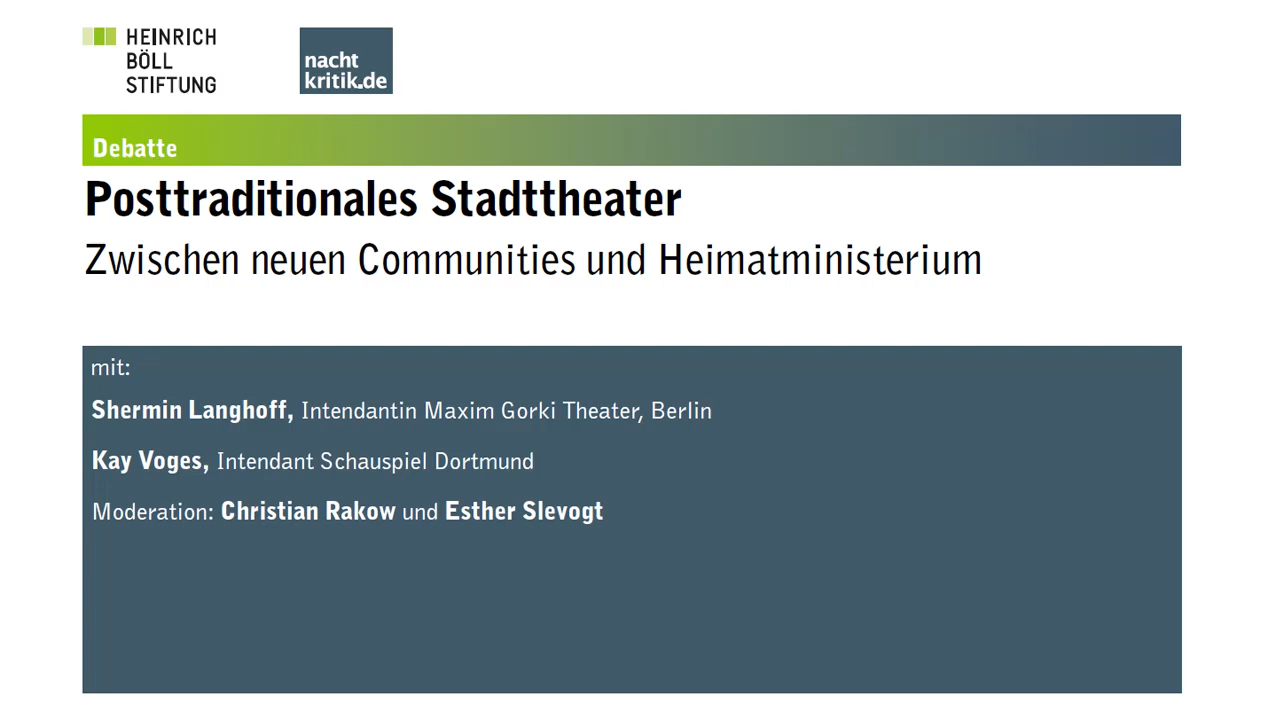 HEINRICH
BÖLL
STIFTUNG
nacht
kritik.de
Debatte
Posttraditionales Stadttheater
Zwischen neuen Communities und Heimatministerium
mit:
Shermin Langhoff, Intendantin Maxim Gorki Theater, Berlin
Kay Voges, Intendant Schauspiel Dortmund
Moderation: Christian Rakow und Esther Slevogt